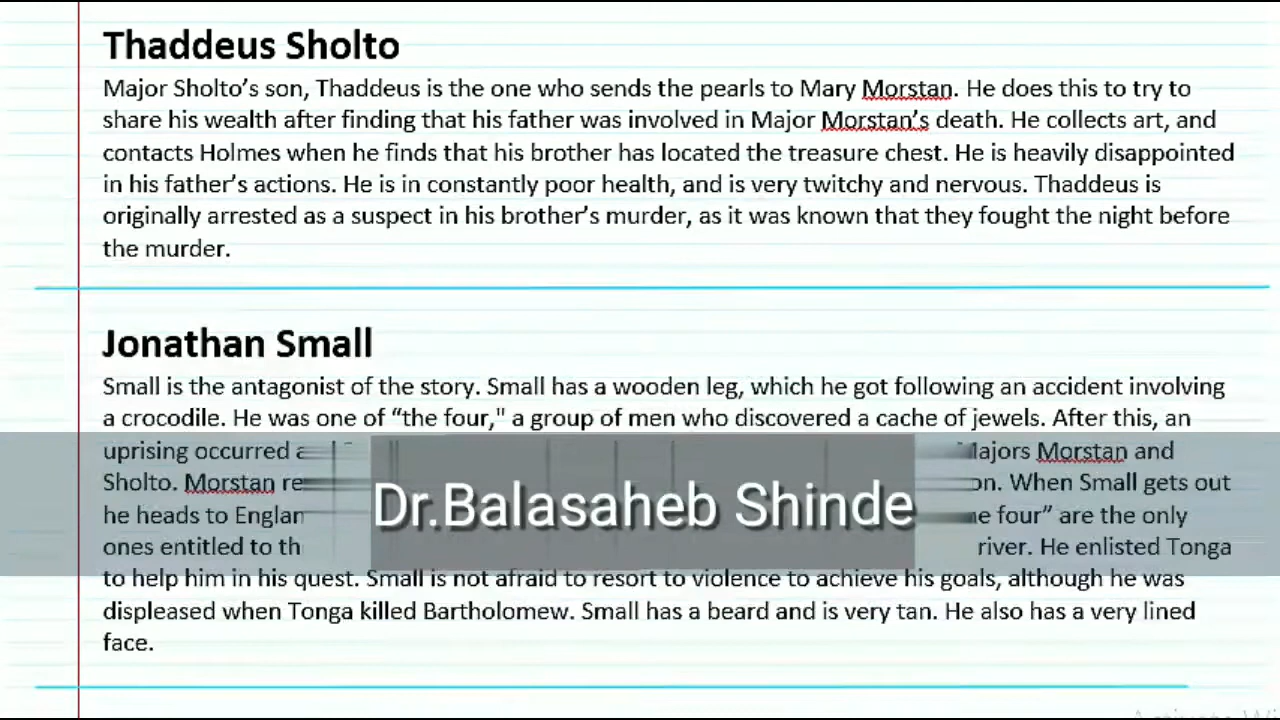 Thaddeus Sholto
Major Sholto's son, Thaddeus is the one who sends the pearls to Mary Morstan. He does this to try to
share his wealth after finding that his father was involved in Major Morstan's death. He collects art, and
contacts Holmes when he finds that his brother has located the treasure chest. He is heavily disappointed
in his father's actions. He is in constantly poor health, and is very twitchy and nervous. Thaddeus is
originally arrested as a suspect in his brother's murder, as it was known that they fought the night before
the murder.
Jonathan Small
Small is the antagonist of the story. Small has a wooden leg, which he got following an accident involving
a crocodile. He was one of “the four," a group of men who discovered a cache of jewels. After this, an
uprising occurred Majors Morstan and
Sholto. Morstan When Small gets out
he heads to four” are the only
Dr.Balasaheb Shinde
ones entitled to river. He enlisted Tonga
to help him in his quest. Small is not afraid to resort to violence to achieve his goals, although he was
displeased when Tonga killed Bartholomew. Small has a beard and is very tan. He also has a very lined
face.